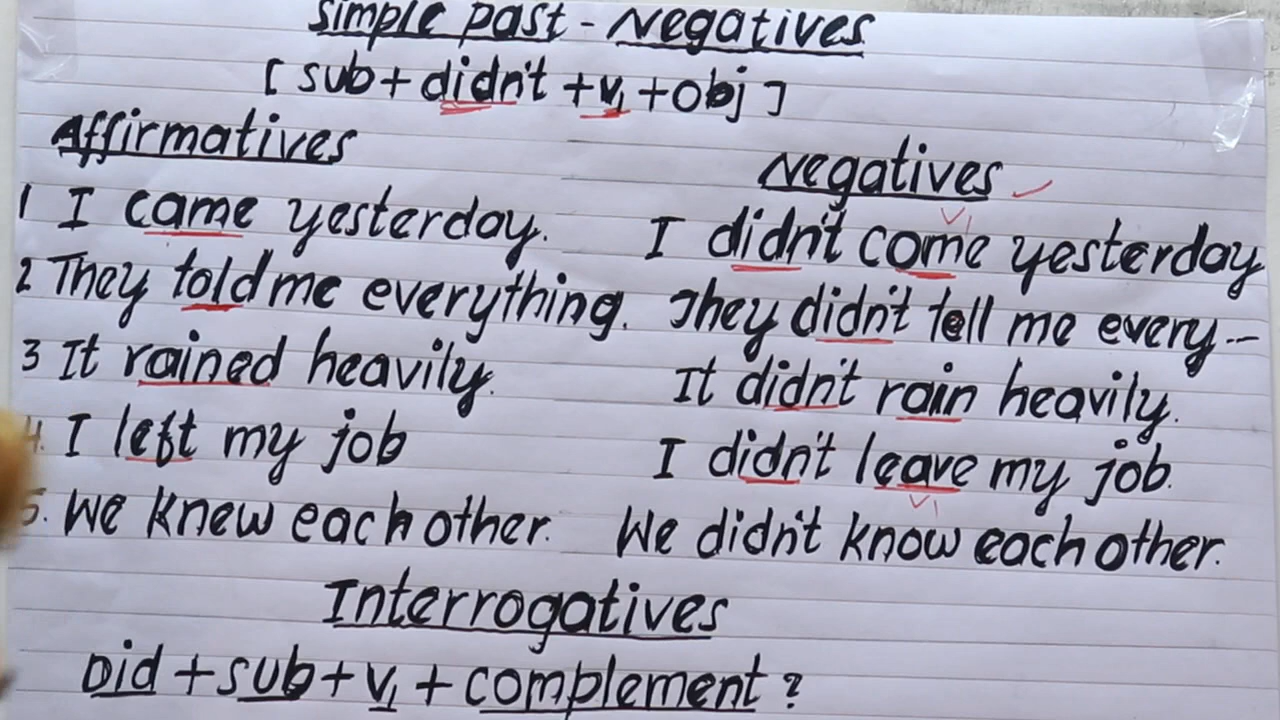 Simple past - Negatives
[ sub + didn't + V1 + obj ]
Affirmatives
Negatives
1 I came yesterday. I didn't come yesterday
V1
2 They told me everything. They didn't tell me every--
3 It rained heavily. It didn't rain heavily.
4. I left my job I didn't leave my job.
V1
5. We knew each other. We didn't know each other.
Interrogatives
Did + sub + V1 + complement ?